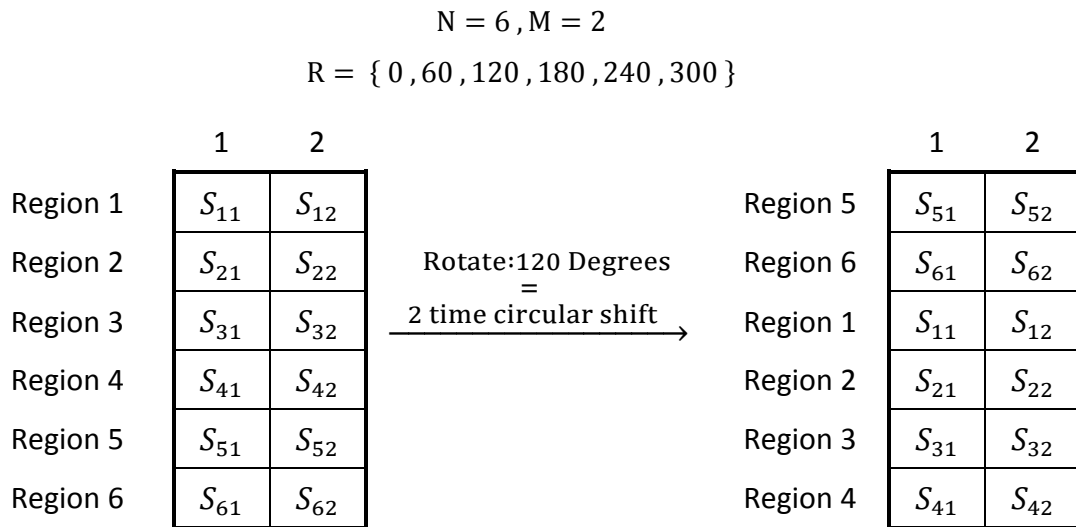 N = 6 , M = 2
R = { 0 , 60 , 120 , 180 , 240 , 300 }
1 2
Region 1 S₁₁ S₁₂
Region 2 S₂₁ S₂₂
Region 3 S₃₁ S₃₂
Region 4 S₄₁ S₄₂
Region 5 S₅₁ S₅₂
Region 6 S₆₁ S₆₂
Rotate:120 Degrees
=
2 time circular shift
1 2
Region 5 S₅₁ S₅₂
Region 6 S₆₁ S₆₂
Region 1 S₁₁ S₁₂
Region 2 S₂₁ S₂₂
Region 3 S₃₁ S₃₂
Region 4 S₄₁ S₄₂